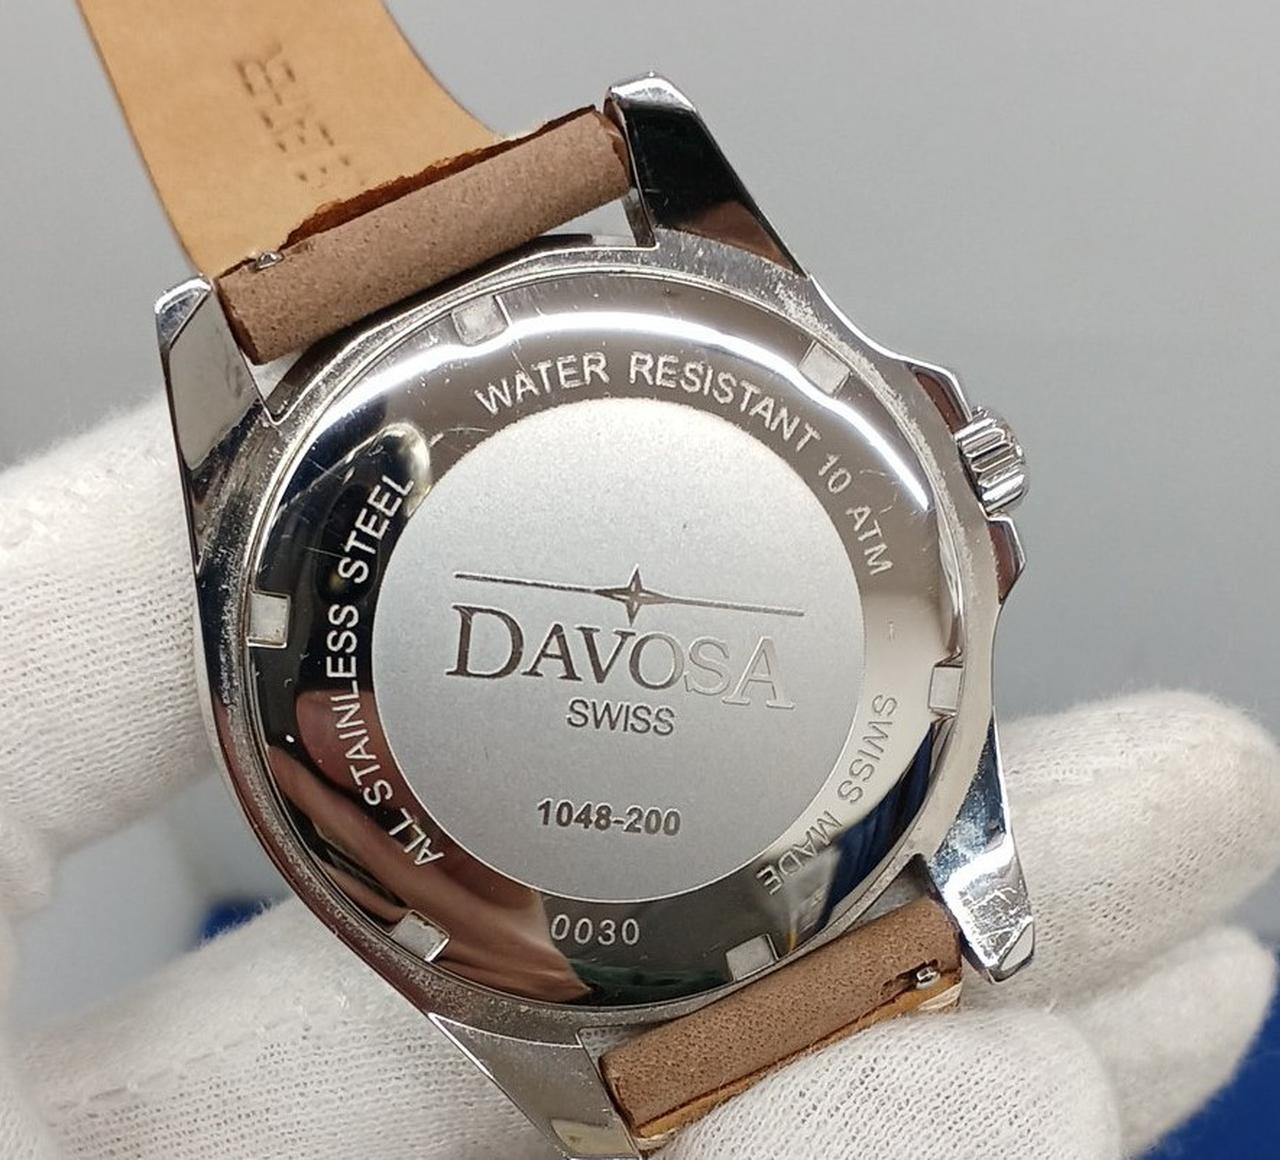 WATER RESISTANT 10 ATM
ALL STAINLESS STEEL
DAVOSA
SWISS
1048-200
SWISS MADE
0030